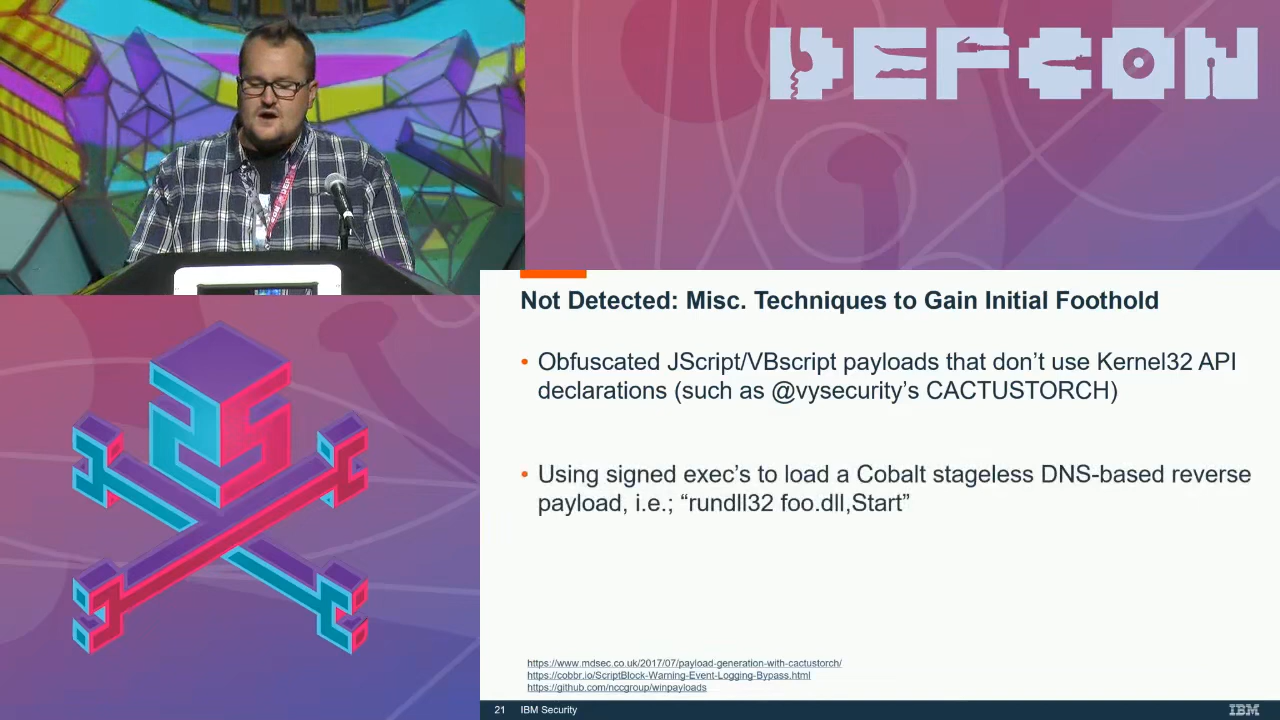 DEFCON
Not Detected: Misc. Techniques to Gain Initial Foothold
• Obfuscated JScript/VBscript payloads that don't use Kernel32 API
declarations (such as @vysecurity's CACTUSTORCH)
• Using signed exec's to load a Cobalt stageless DNS-based reverse
payload, i.e.; “rundll32 foo.dll,Start”
https://www.mdsec.co.uk/2017/07/payload-generation-with-cactustorch/
https://cobbr.io/ScriptBlock-Warning-Event-Logging-Bypass.html
https://github.com/nccgroup/winpayloads
21 IBM Security
IBM